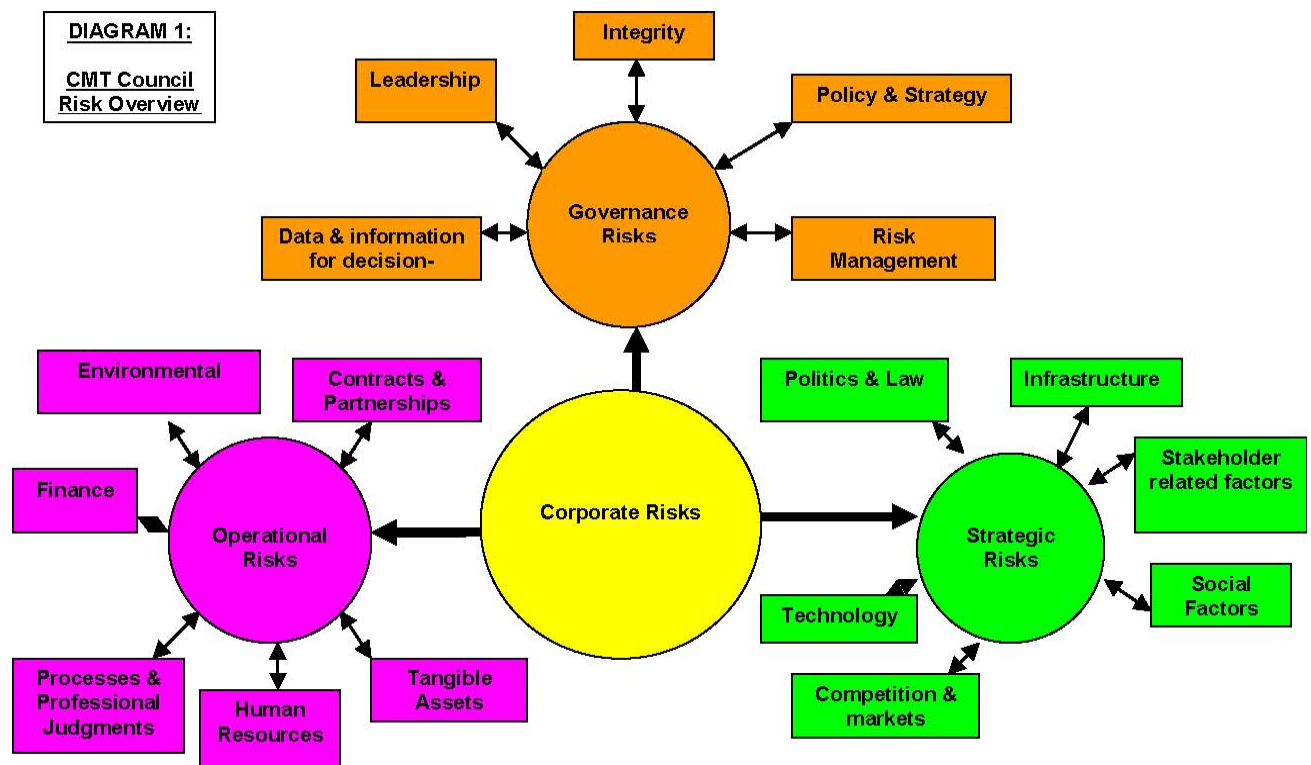 DIAGRAM 1:
CMT Council
Risk Overview
Integrity
Leadership
Policy & Strategy
Governance
Risks
Data & information
for decision-
Risk
Management
Environmental
Contracts &
Partnerships
Politics & Law
Infrastructure
Finance
Stakeholder
related factors
Operational
Risks
Corporate Risks
Strategic
Risks
Technology
Social
Factors
Processes &
Professional
Judgments
Human
Resources
Tangible
Assets
Competition &
markets